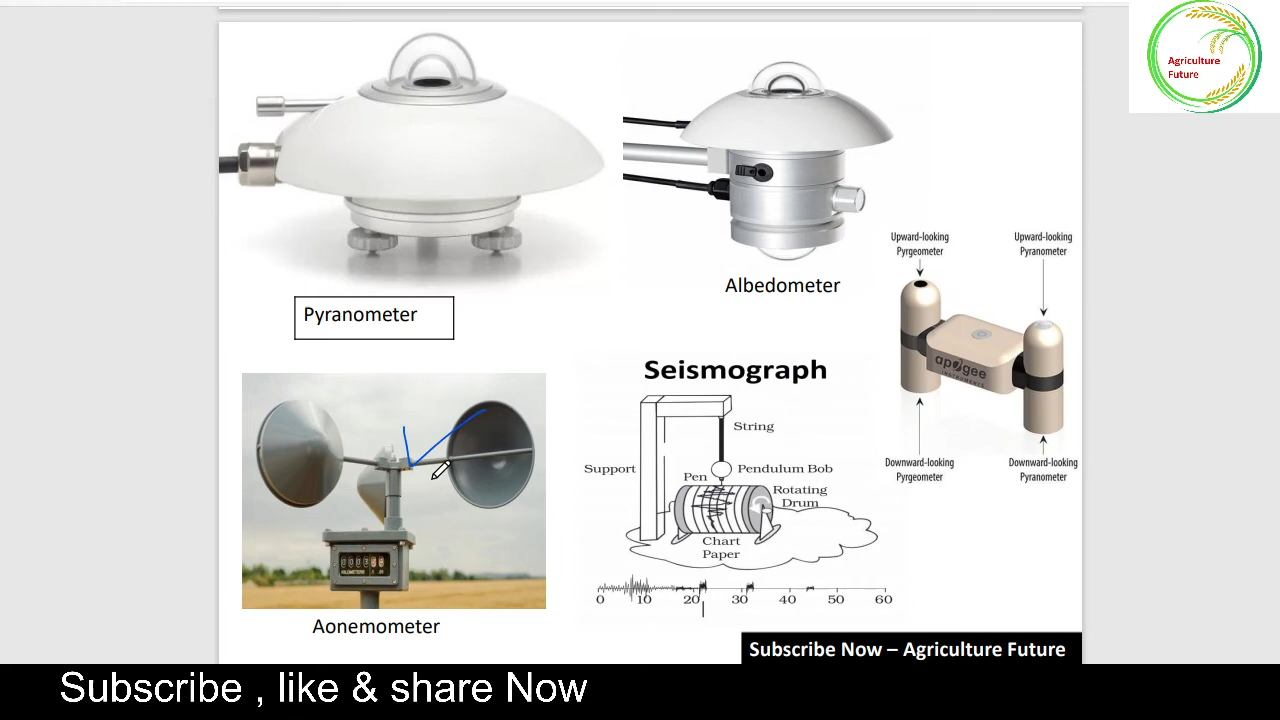 Agriculture
Future
Pyranometer
Albedometer
Upward-looking
Pyrgeometer
Upward-looking
Pyranometer
apogee
INSTRUMENTS
Downward-looking
Pyrgeometer
Downward-looking
Pyranometer
Seismograph
String
Support
Pendulum Bob
Pen
Rotating
Drum
Chart
Paper
0 10 20 30 40 50 60
KILOMETERS
Aonemometer
Subscribe Now – Agriculture Future
Subscribe , like & share Now